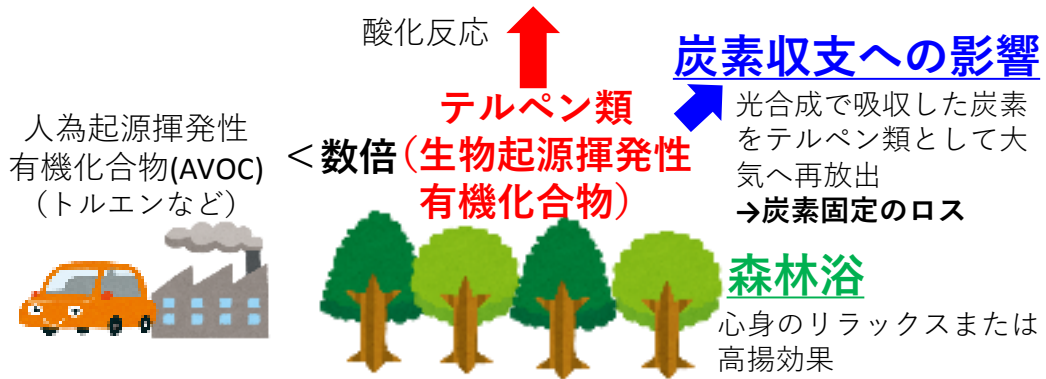 酸化反応
炭素収支への影響
テルペン類
(生物起源揮発性
有機化合物)
光合成で吸収した炭素
をテルペン類として大
気へ再放出
→炭素固定のロス
人為起源揮発性
有機化合物(AVOC)
（トルエンなど）
＜数倍
森林浴
心身のリラックスまたは
高揚効果